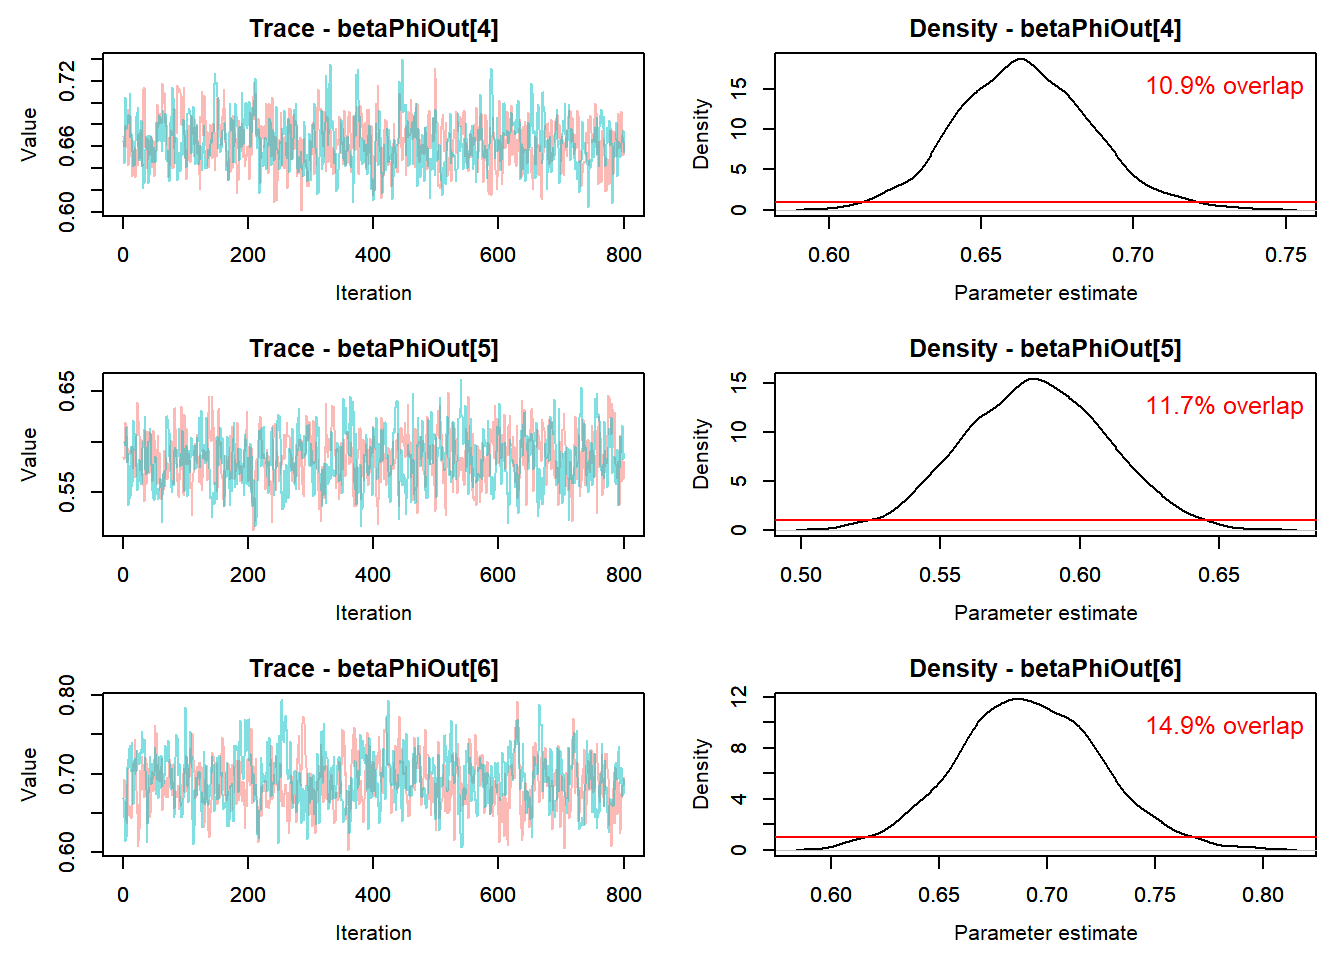 Trace - betaPhiOut[4]
Value
0.60 0.66 0.72
0 200 400 600 800
Iteration
Density - betaPhiOut[4]
10.9% overlap
Density
0 5 10 15
0.60 0.65 0.70 0.75
Parameter estimate
Trace - betaPhiOut[5]
Value
0.55 0.65
0 200 400 600 800
Iteration
Density - betaPhiOut[5]
11.7% overlap
Density
0 5 10 15
0.50 0.55 0.60 0.65
Parameter estimate
Trace - betaPhiOut[6]
Value
0.60 0.70 0.80
0 200 400 600 800
Iteration
Density - betaPhiOut[6]
14.9% overlap
Density
0 4 8 12
0.60 0.65 0.70 0.75 0.80
Parameter estimate